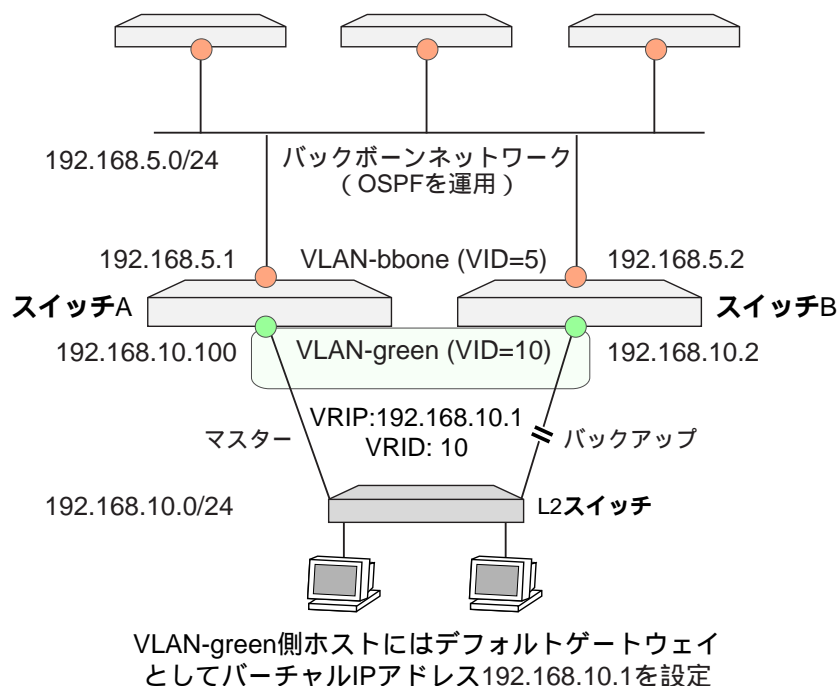 192.168.5.0/24
バックボーンネットワーク
(OSPFを運用)
192.168.5.1
VLAN-bbone (VID=5)
192.168.5.2
スイッチA
スイッチB
192.168.10.100
VLAN-green (VID=10)
192.168.10.2
VRIP:192.168.10.1
マスター
VRID: 10
バックアップ
192.168.10.0/24
L2スイッチ
VLAN-green側ホストにはデフォルトゲートウェイ
としてバーチャルIPアドレス192.168.10.1を設定